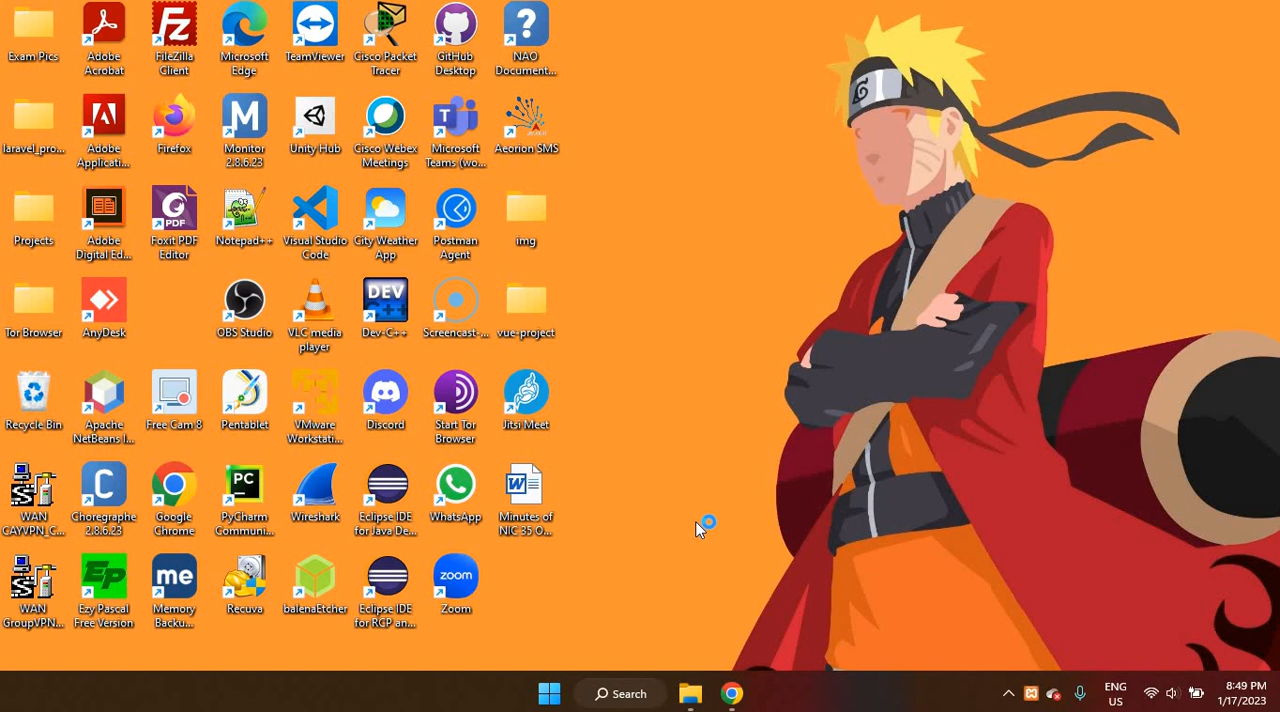 Exam Pics
Adobe Acrobat
FileZilla Client
Microsoft Edge
TeamViewer
Cisco Packet Tracer
GitHub Desktop
NAO Document...
laravel_pro...
Adobe Applicati...
Firefox
Monitor 2.8.6.23
Unity Hub
Cisco Webex Meetings
Microsoft Teams (wo...
Aeorion SMS
Projects
Adobe Digital Ed...
PDF
Foxit PDF Editor
Notepad++
Visual Studio Code
City Weather App
Postman Agent
img
Tor Browser
AnyDesk
OBS Studio
VLC media player
DEV C++
Dev-C++
Screencast-...
vue-project
Recycle Bin
Apache NetBeans I...
Free Cam 8
Pentablet
VMware Workstati...
Discord
Start Tor Browser
Jitsi Meet
WAN CAYVPN_C...
Choregraphe 2.8.6.23
Google Chrome
PC
PyCharm Communi...
Wireshark
Eclipse IDE for Java De...
WhatsApp
Minutes of NIC 35 O...
WAN GroupVPN...
Ezy Pascal Free Version
me
Memory Backu...
Recuva
balenaEtcher
Eclipse IDE for RCP an...
zoom
Zoom
Search
ENG
US
8:49 PM
1/17/2023